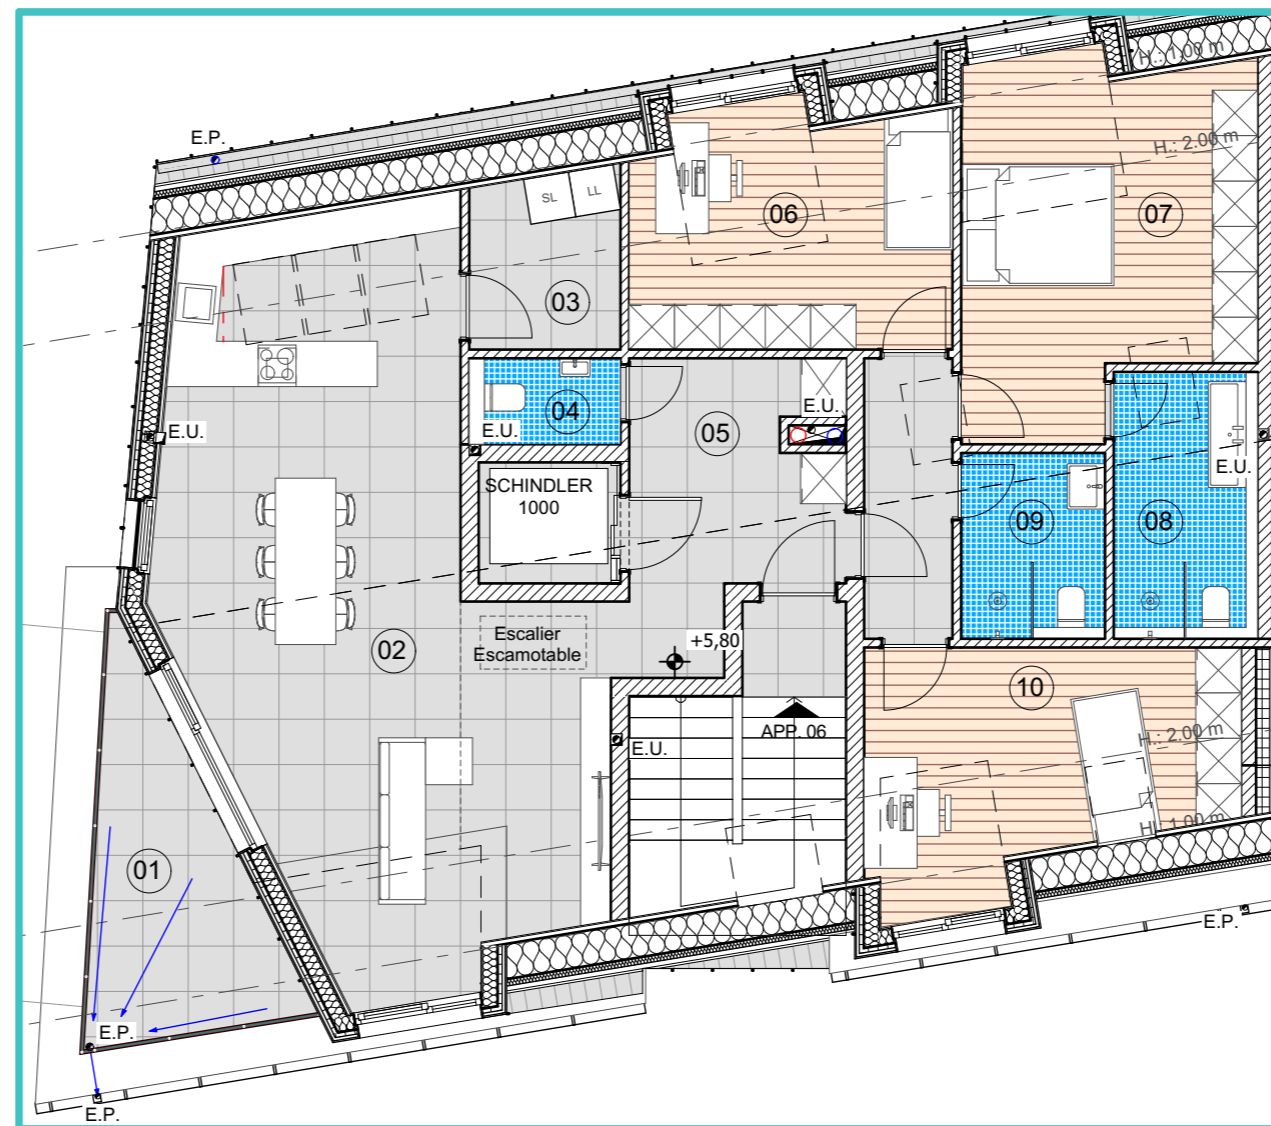 H.: 1.00 m
E.P.
H.: 2.00 m
SL
LL
06
07
03
04
E.U.
E.U.
E.U.
05
E.U.
SCHINDLER
1000
09
08
Escalier
Escamotable
+5,80
02
10
APP. 06
H.: 2.00 m
E.U.
H.: 1.00 m
01
E.P.
E.P.
E.P.